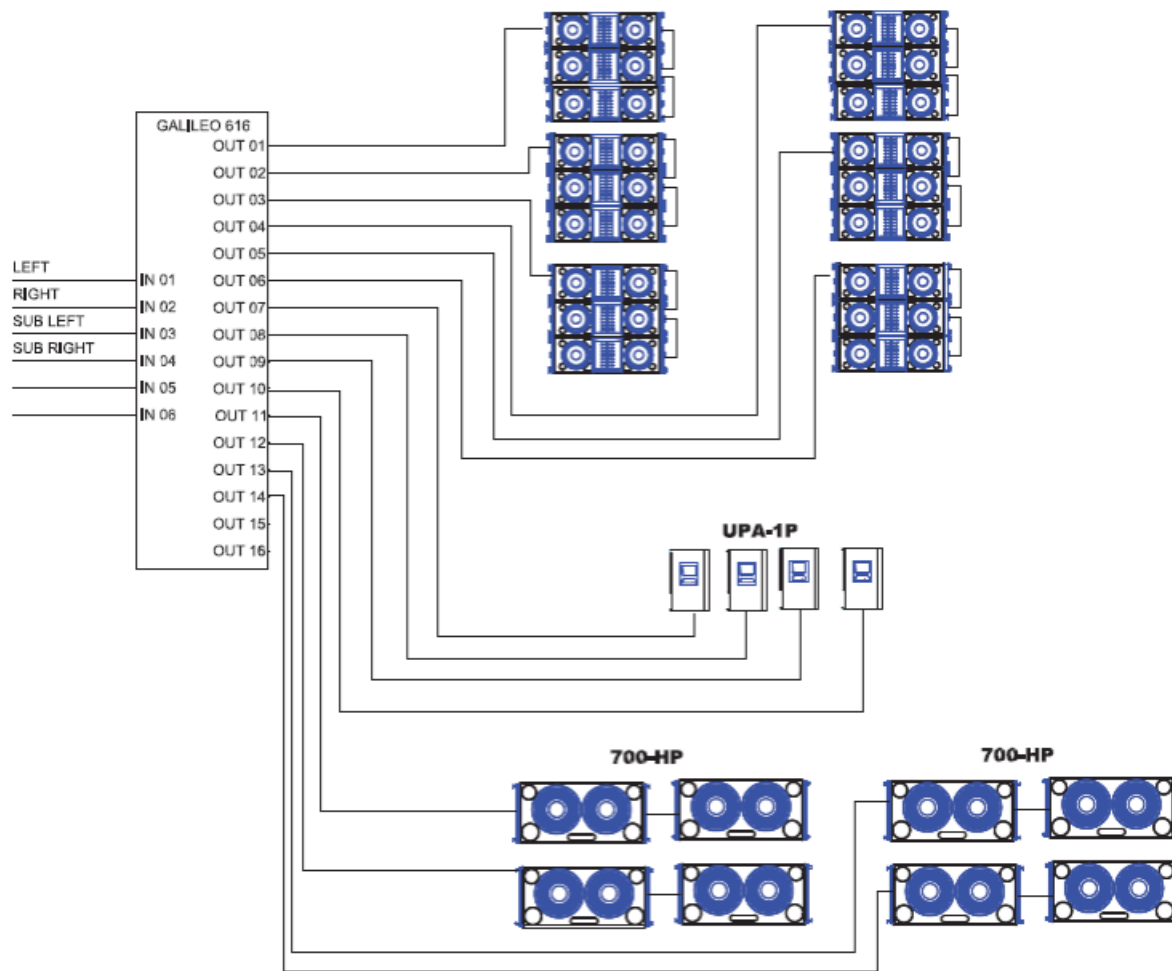 GALILEO 616
OUT 01
OUT 02
OUT 03
OUT 04
OUT 05
LEFT
IN 01
OUT 06
RIGHT
IN 02
OUT 07
SUB LEFT
IN 03
OUT 08
SUB RIGHT
IN 04
OUT 09
IN 05
OUT 10
IN 06
OUT 11
OUT 12
OUT 13
OUT 14
OUT 15
OUT 16
UPA-1P
700-HP
700-HP